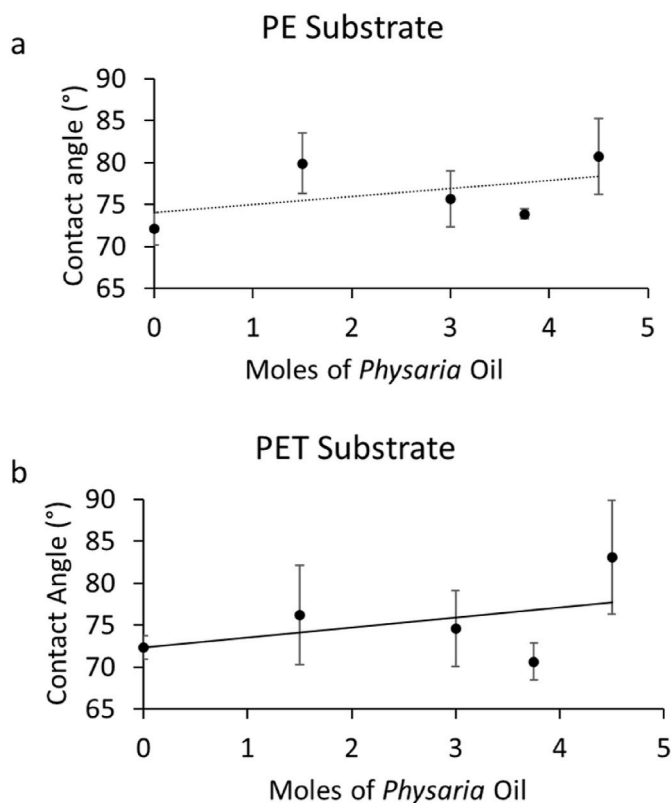 PE Substrate
a
Contact angle (°)
90
85
80
75
70
65
0 1 2 3 4 5
Moles of Physaria Oil
PET Substrate
b
Contact Angle (°)
90
85
80
75
70
65
0 1 2 3 4 5
Moles of Physaria Oil